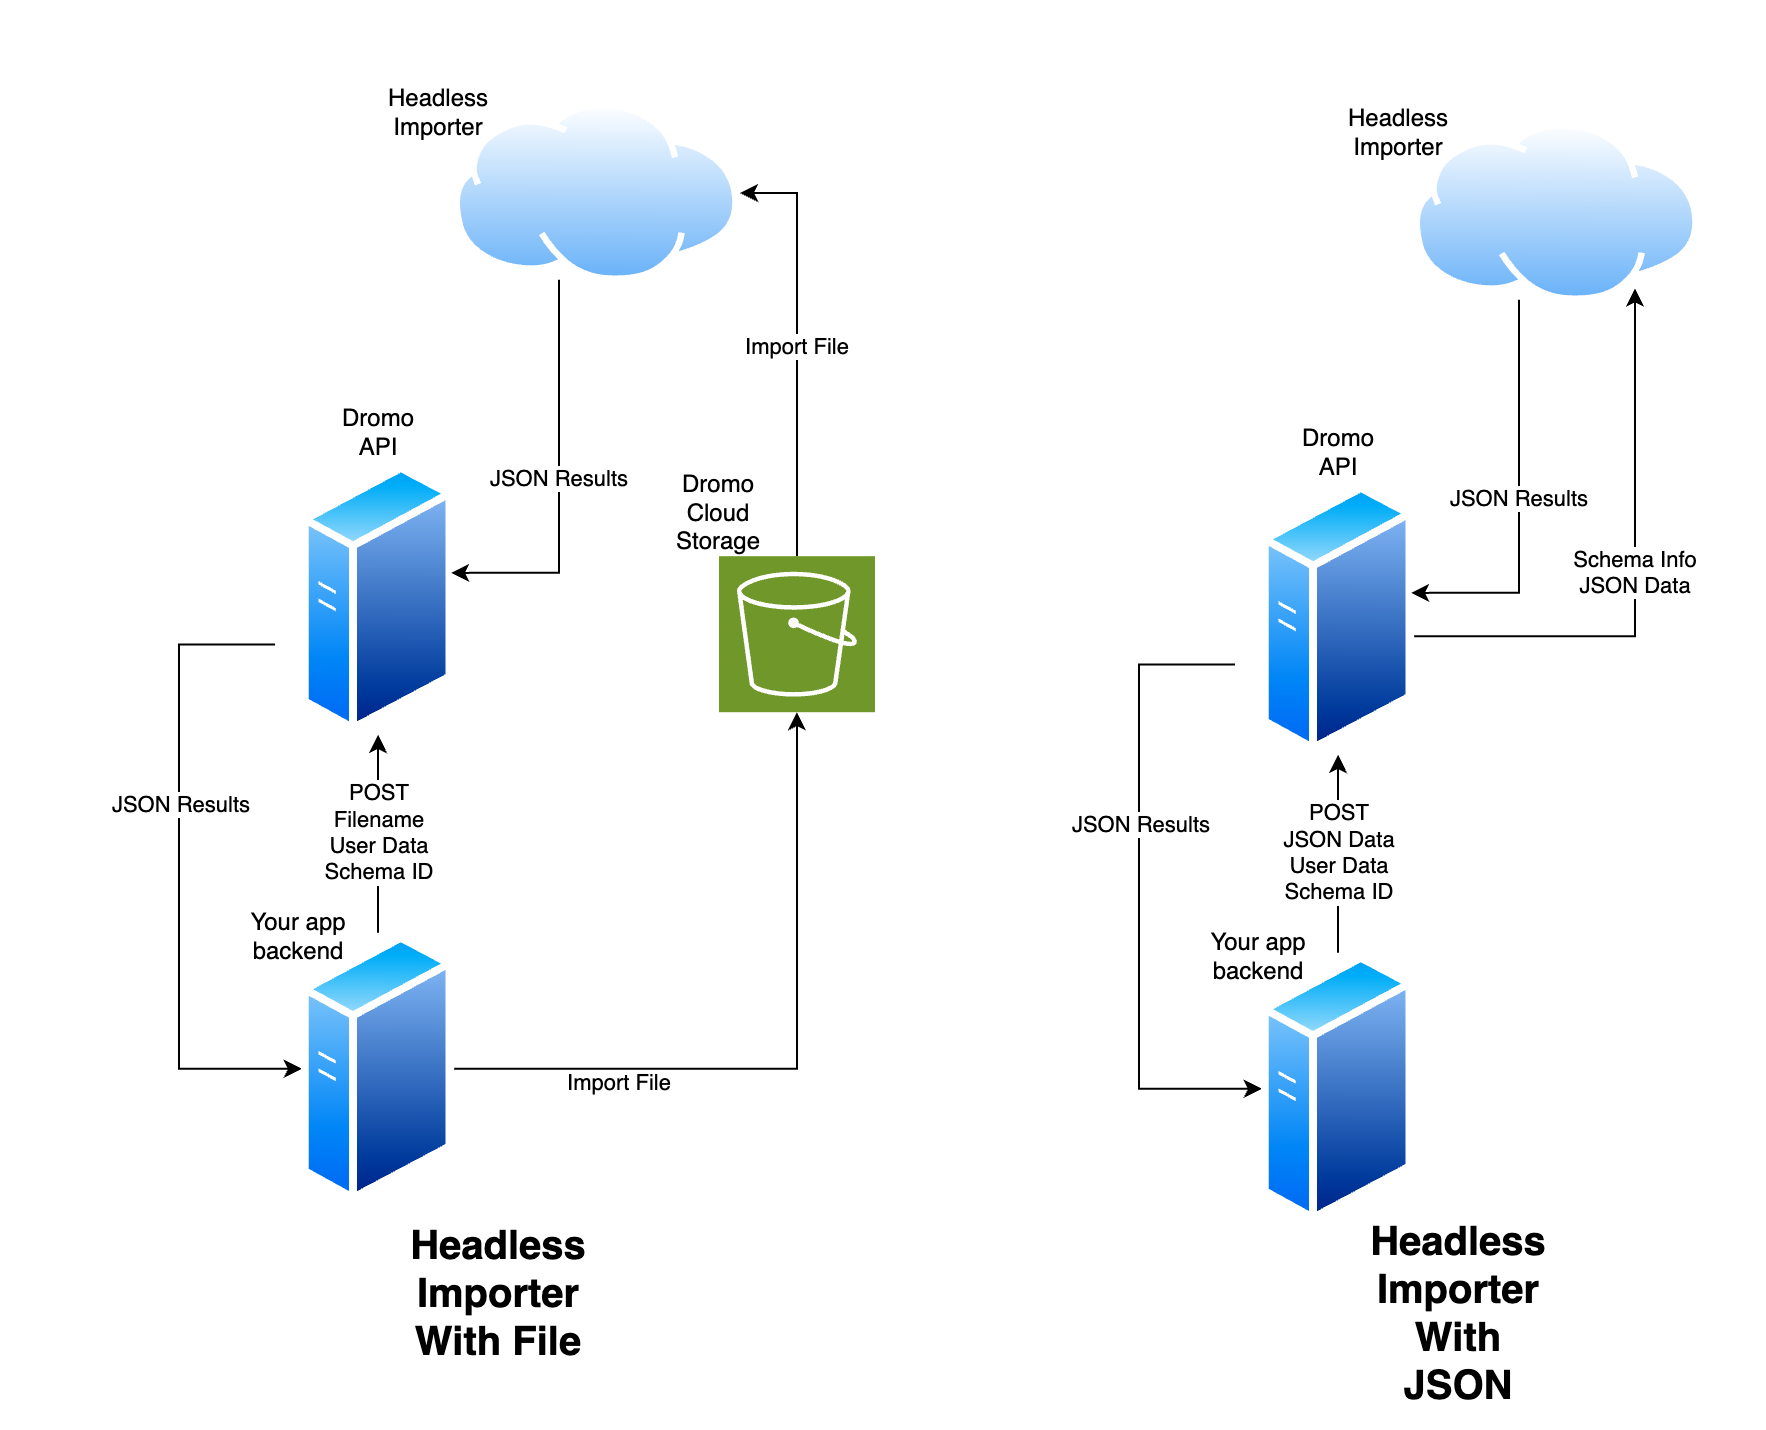 Headless
Importer
Import File
Dromo
API
JSON Results
Dromo
Cloud
Storage
JSON Results
POST
Filename
User Data
Schema ID
Your app
backend
Import File
Headless
Importer
With File
Headless
Importer
Dromo
API
JSON Results
Schema Info
JSON Data
JSON Results
POST
JSON Data
User Data
Schema ID
Your app
backend
Headless
Importer
With
JSON